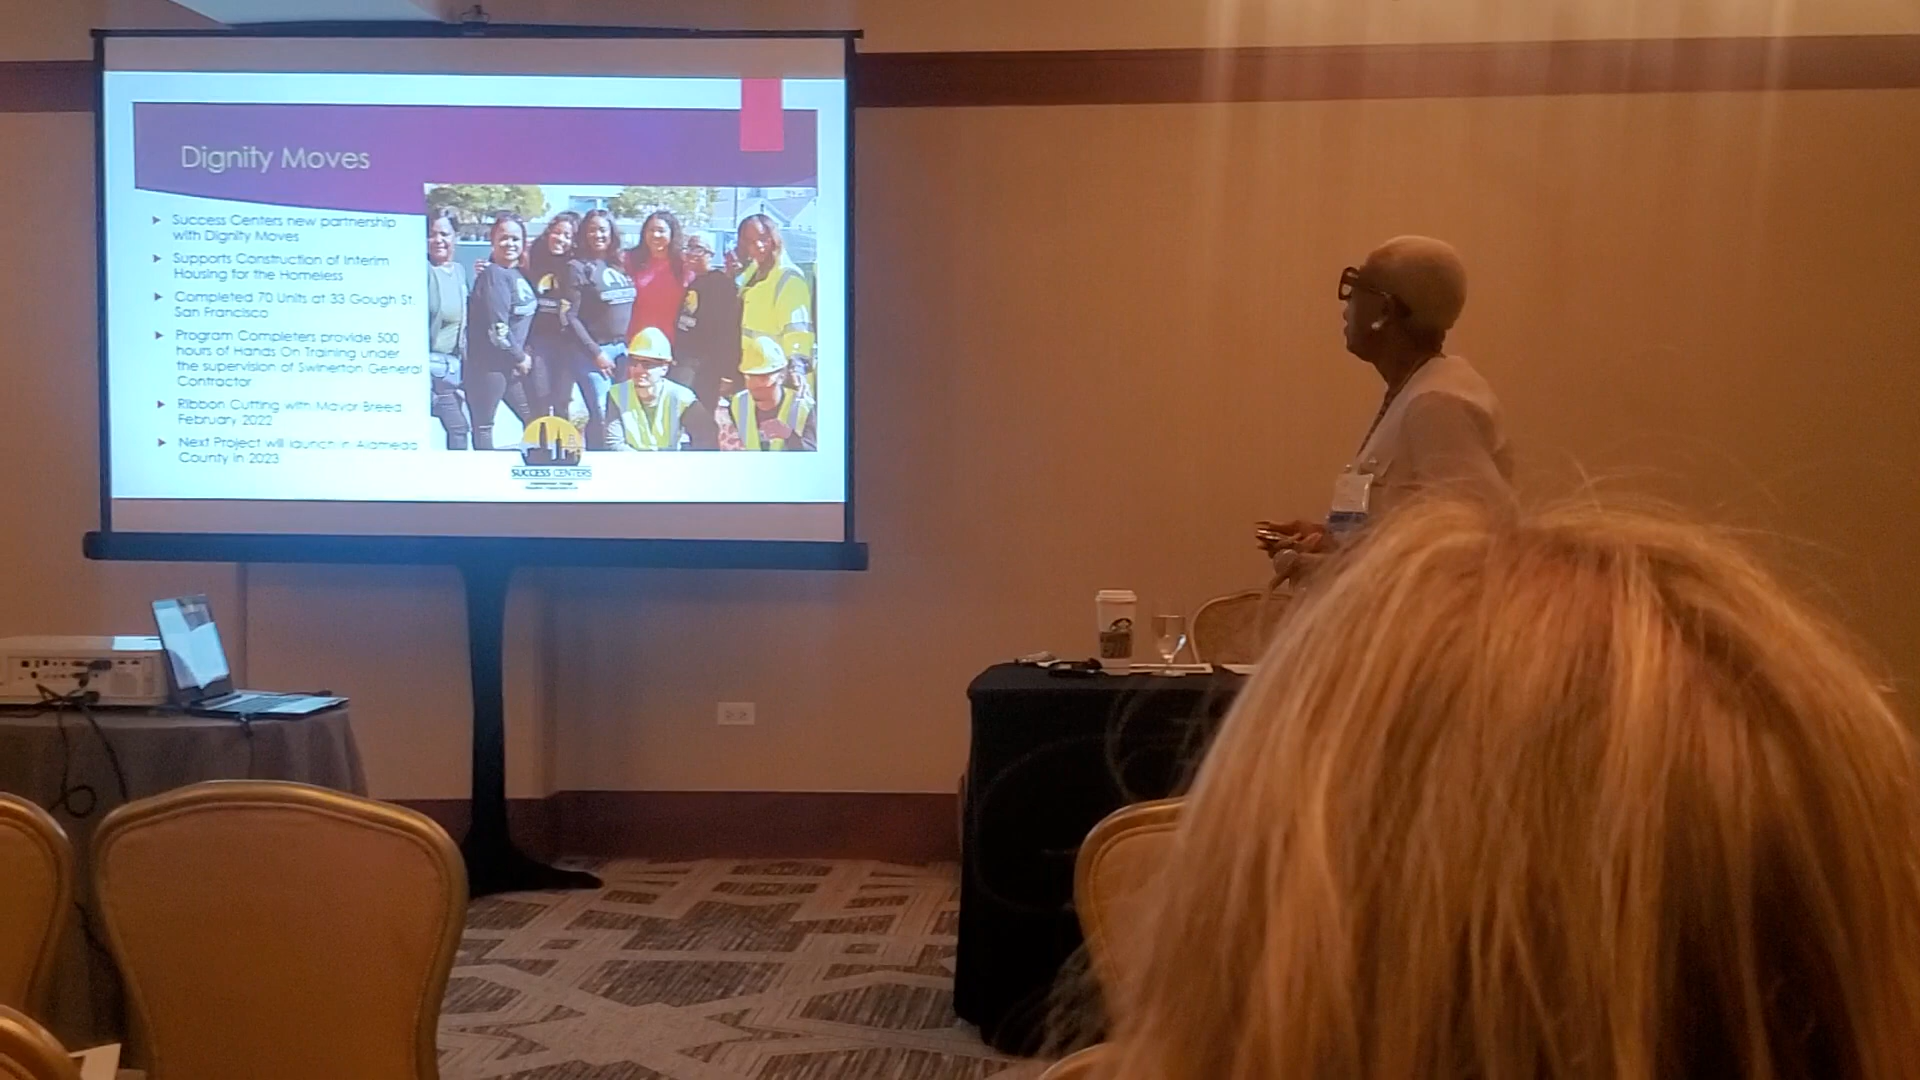 Dignity Moves
Success Centers new partnership
with Dignity Moves
Supports Construction of Interim
Housing for the Homeless
Completed 70 Units at 33 Gough St.
San Francisco
Program Completers provide 500
hours of Hands On Training under
the supervision of Swinerton General
Contractor
Ribbon Cutting with Mayor Breed
February 2022
Next Project will launch in Alameda
County in 2023
SUCCESS CENTERS